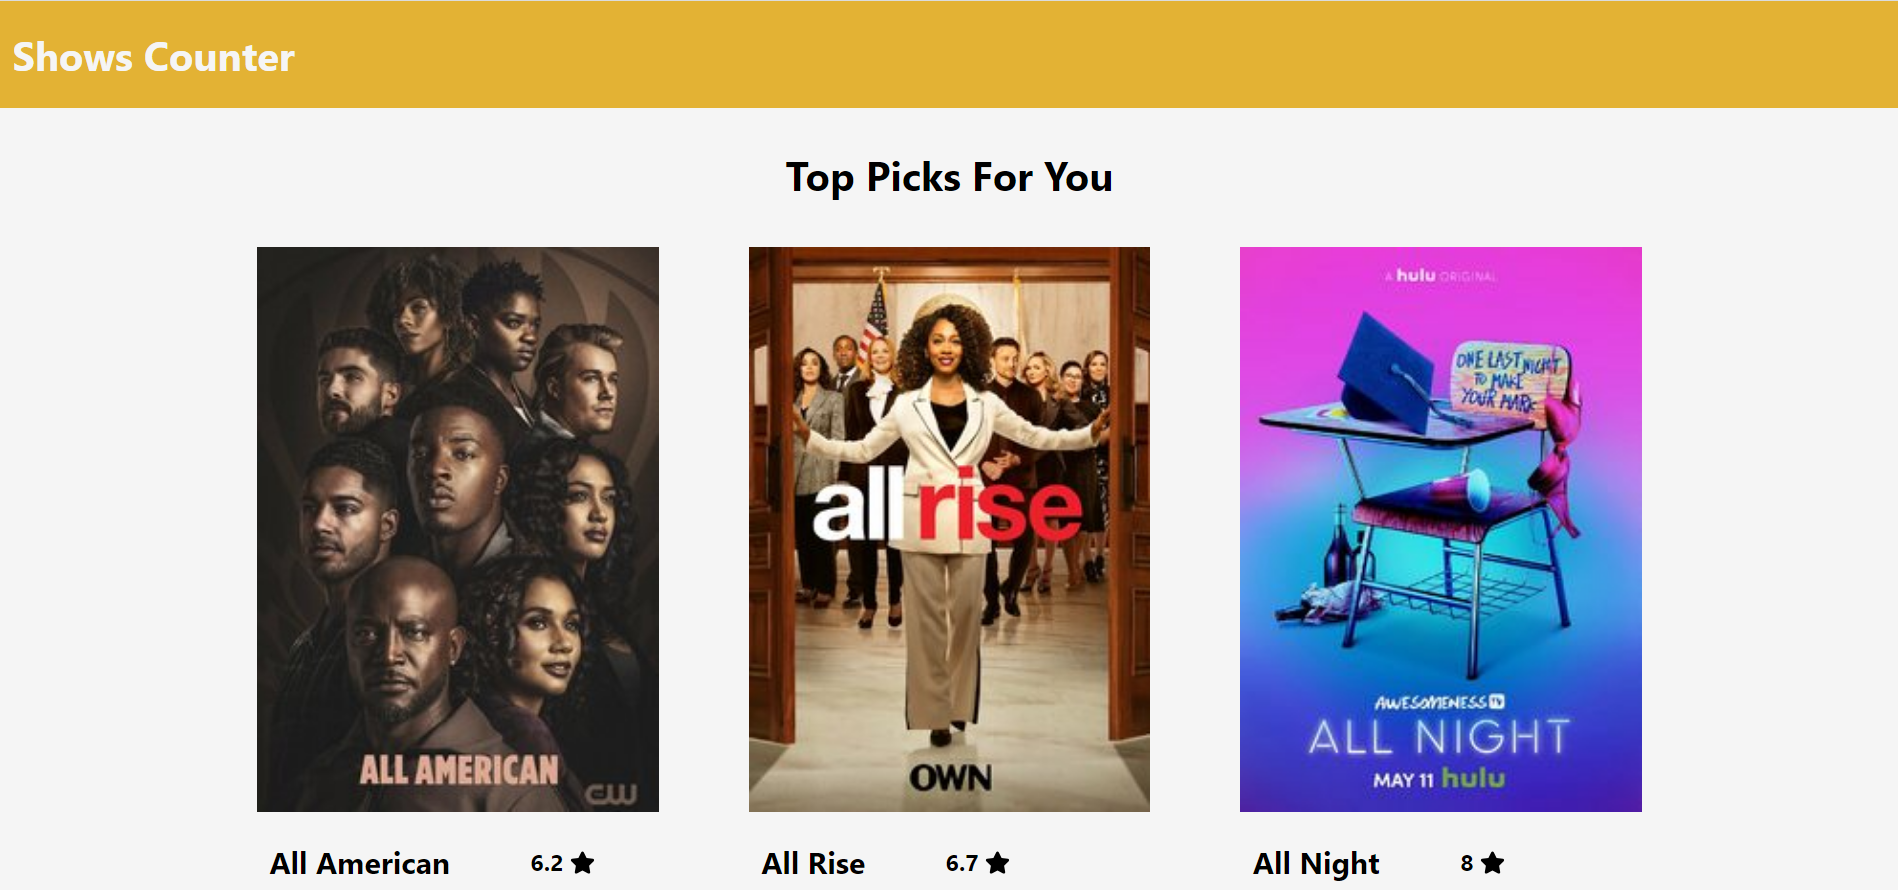 Shows Counter
Top Picks For You
ALL AMERICAN
CW
all rise
OWN
A hulu ORIGINAL
ONE LAST NIGHT
TO MAKE
YOUR MARK
AWESOMENESS TV
ALL NIGHT
MAY 11 hulu
All American 6.2
All Rise 6.7
All Night 8